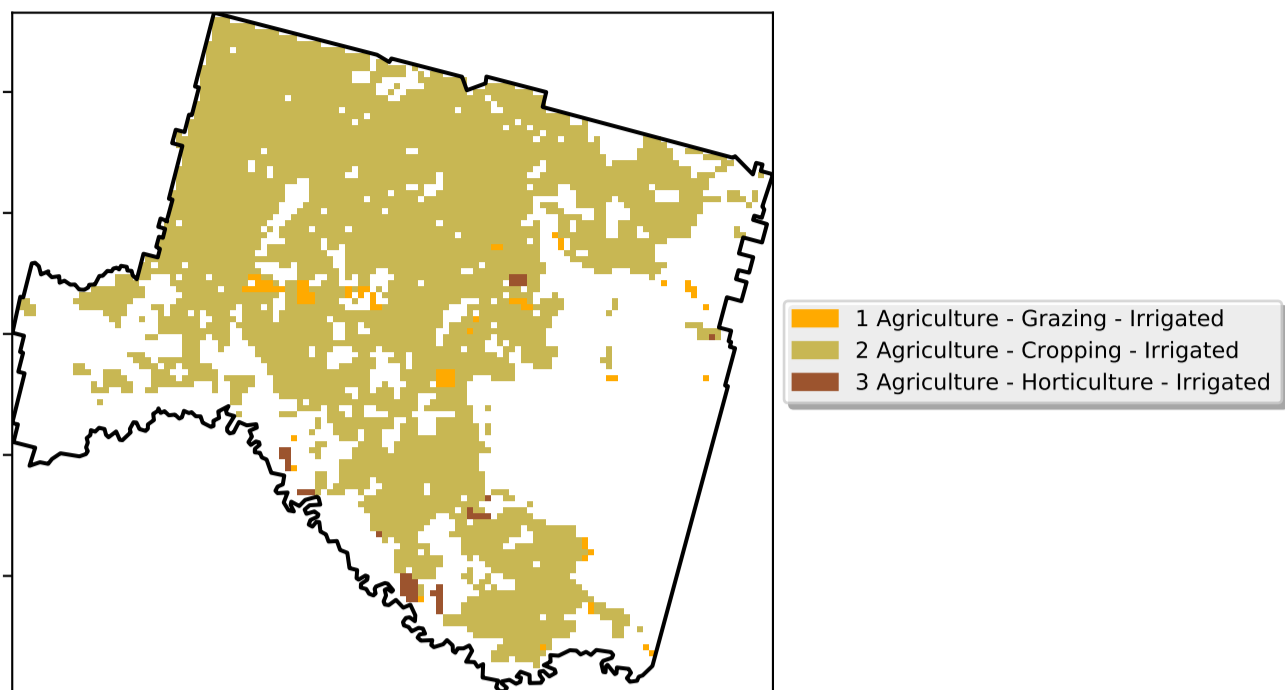 1 Agriculture - Grazing - Irrigated
2 Agriculture - Cropping - Irrigated
3 Agriculture - Horticulture - Irrigated